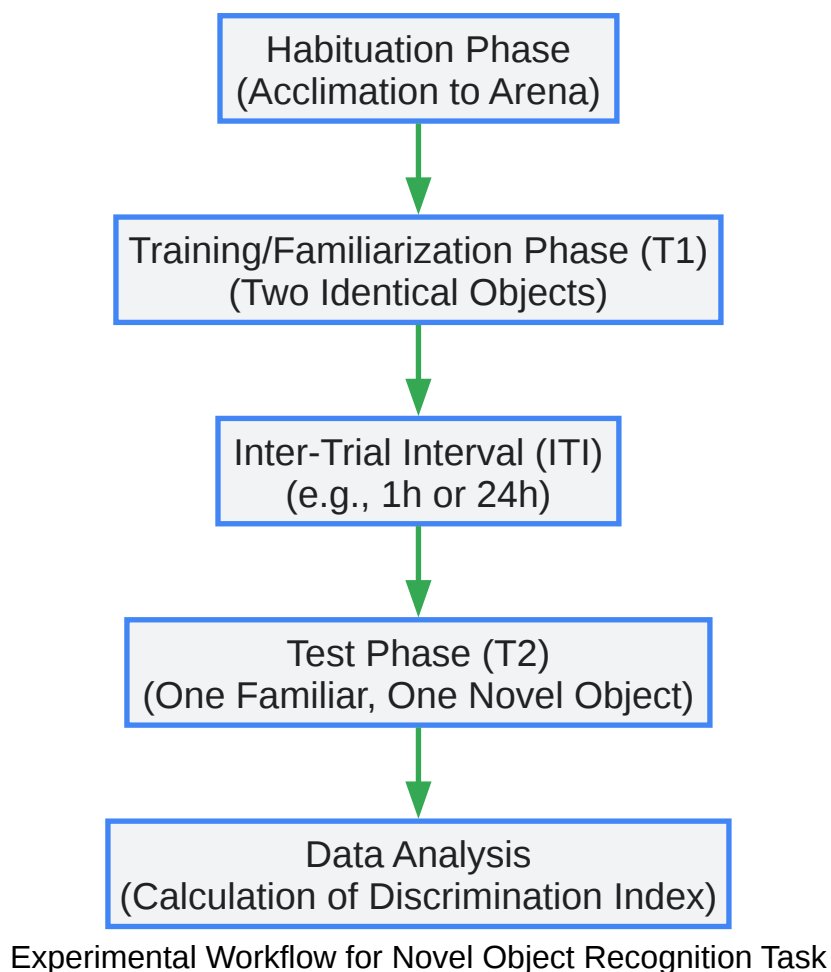 Habituation Phase
(Acclimation to Arena)
Training/Familiarization Phase (T1)
(Two Identical Objects)
Inter-Trial Interval (ITI)
(e.g., 1h or 24h)
Test Phase (T2)
(One Familiar, One Novel Object)
Data Analysis
(Calculation of Discrimination Index)
Experimental Workflow for Novel Object Recognition Task